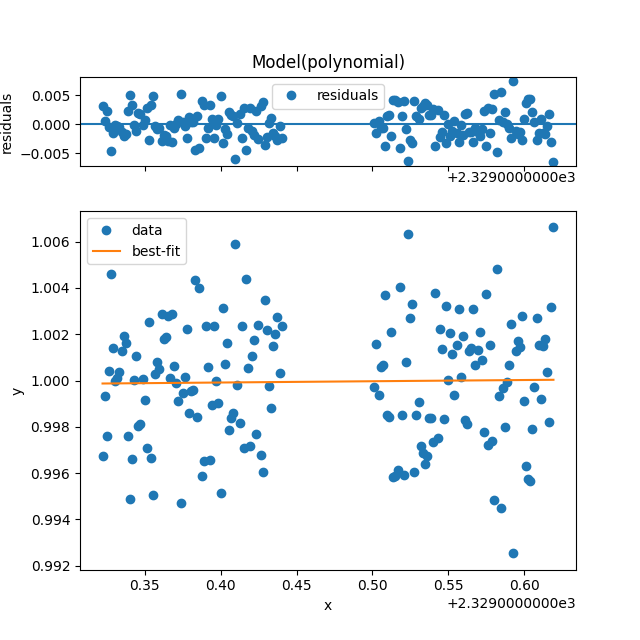 Model(polynomial)
residuals
0.005
0.000
−0.005
residuals
+2.3290000000e3
y
1.006
1.004
1.002
1.000
0.998
0.996
0.994
0.992
data
best-fit
0.35
0.40
0.45
0.50
0.55
0.60
x
+2.3290000000e3